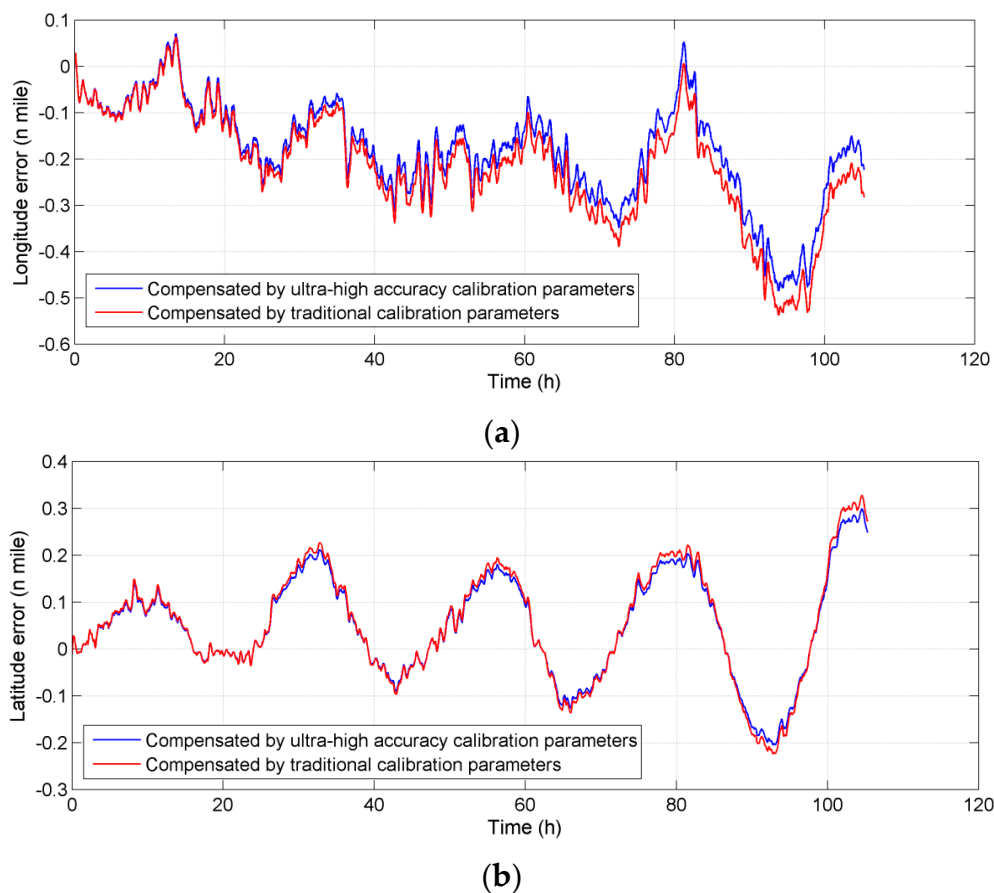 0.1
0
-0.1
-0.2
-0.3
-0.4
-0.5
-0.6
Longitude error (n mile)
Compensated by ultra-high accuracy calibration parameters
Compensated by traditional calibration parameters
0 20 40 60 80 100 120
Time (h)
(a)
0.4
0.3
0.2
0.1
0
-0.1
-0.2
-0.3
Latitude error (n mile)
Compensated by ultra-high accuracy calibration parameters
Compensated by traditional calibration parameters
0 20 40 60 80 100 120
Time (h)
(b)